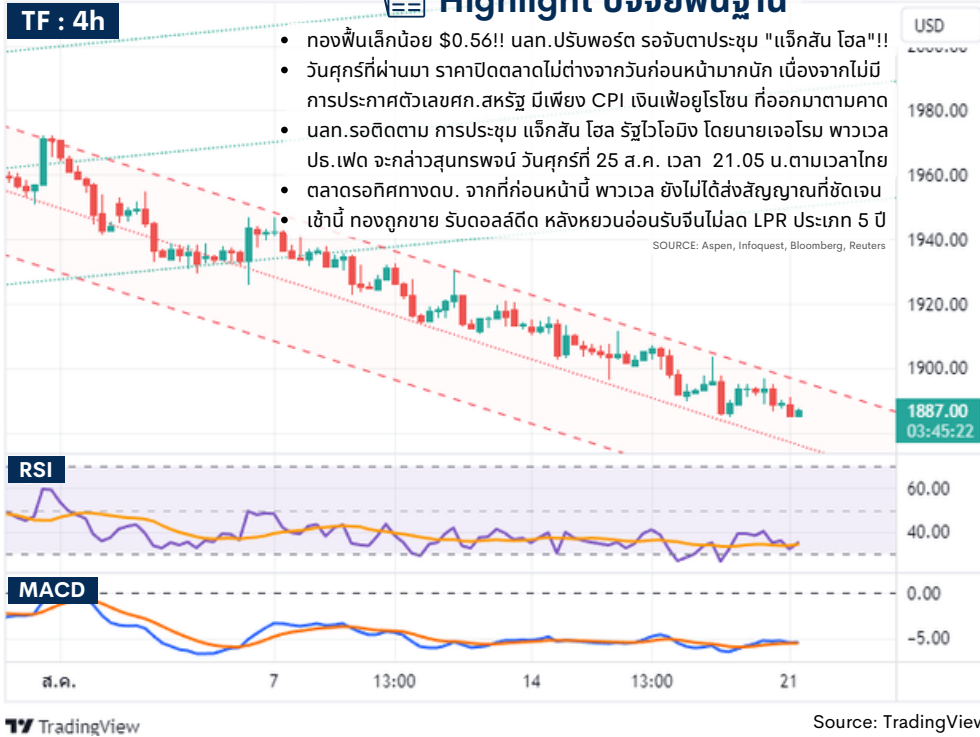 TF : 4h
Highlight ปัจจัยพื้นฐาน
USD
• ทองฟื้นเล็กน้อย $0.56!! นลท.ปรับพอร์ต รอจับตาประชุม "แจ็กสัน โฮล"!!
• วันศุกร์ที่ผ่านมา ราคาปิดตลาดไม่ต่างจากวันก่อนหน้ามากนัก เนื่องจากไม่มี
การประกาศตัวเลขศก.สหรัฐ มีเพียง CPI เงินเฟ้อยูโรโซน ที่ออกมาตามคาด
• นลท.รอติดตาม การประชุม แจ็กสัน โฮล รัฐไวโอมิง โดยนายเจอโรม พาวเวล
ปธ.เฟด จะกล่าวสุนทรพจน์ วันศุกร์ที่ 25 ส.ค. เวลา 21.05 น.ตามเวลาไทย
• ตลาดรอทิศทางดบ. จากที่ก่อนหน้านี้ พาวเวล ยังไม่ได้ส่งสัญญาณที่ชัดเจน
• เช้านี้ ทองถูกขาย รับดอลล์ดีด หลังหยวนอ่อนรับจีนไม่ลด LPR ประเภท 5 ปี
SOURCE: Aspen, Infoquest, Bloomberg, Reuters
2000.00
1980.00
1960.00
1940.00
1920.00
1900.00
1887.00
03:45:22
RSI
60.00
40.00
MACD
0.00
-5.00
ส.ค.
7
13:00
14
13:00
21
TradingView
Source: TradingView